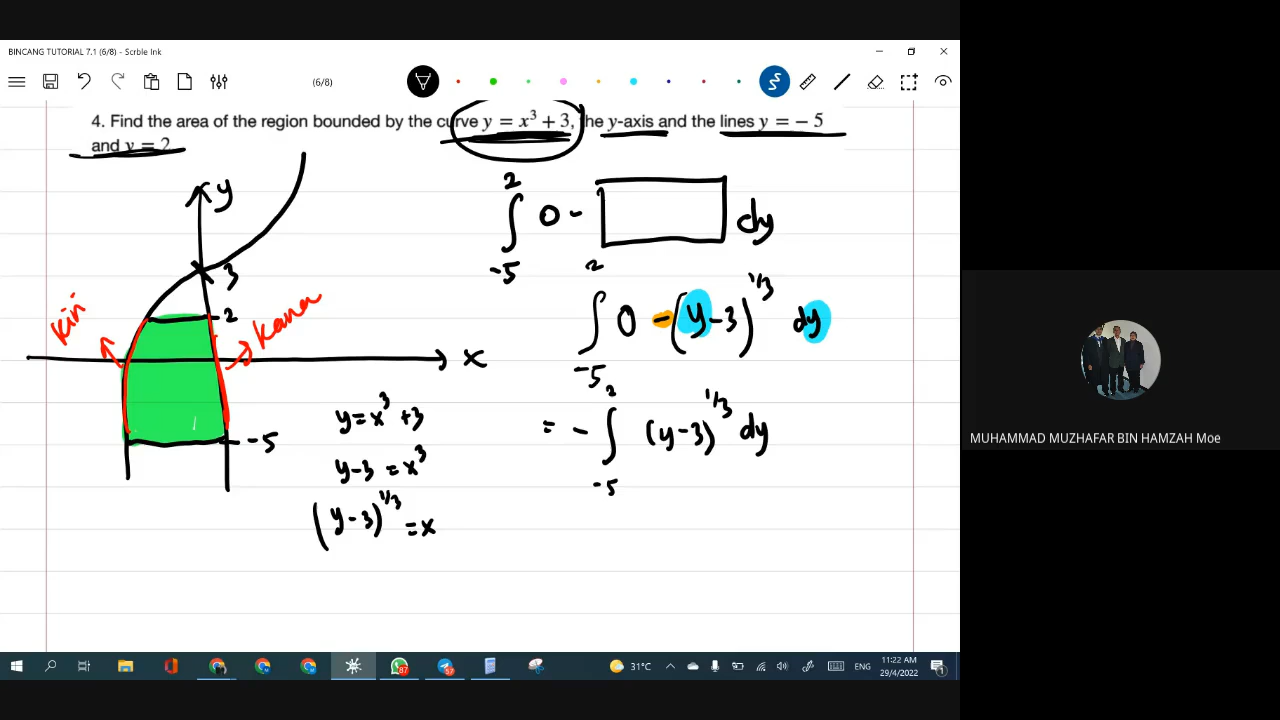 BINCANG TUTORIAL 7.1 (6/8) - Scrble Ink
(6/8)
4. Find the area of the region bounded by the curve y = x³ + 3, the y-axis and the lines y = − 5
and y = 2
y
3
2
kiri
kanan
x
-5
y = x³ + 3
y - 3 = x³
(y - 3)^1/3 = x
∫ 2 -5 0 - dy
∫ 2 -5 0 - (y - 3)^1/3 dy
= - ∫ 2 -5 (y - 3)^1/3 dy
MUHAMMAD MUZHAFAR BIN HAMZAH Moe
87
57
31°C
ENG
11:22 AM
29/4/2022
1